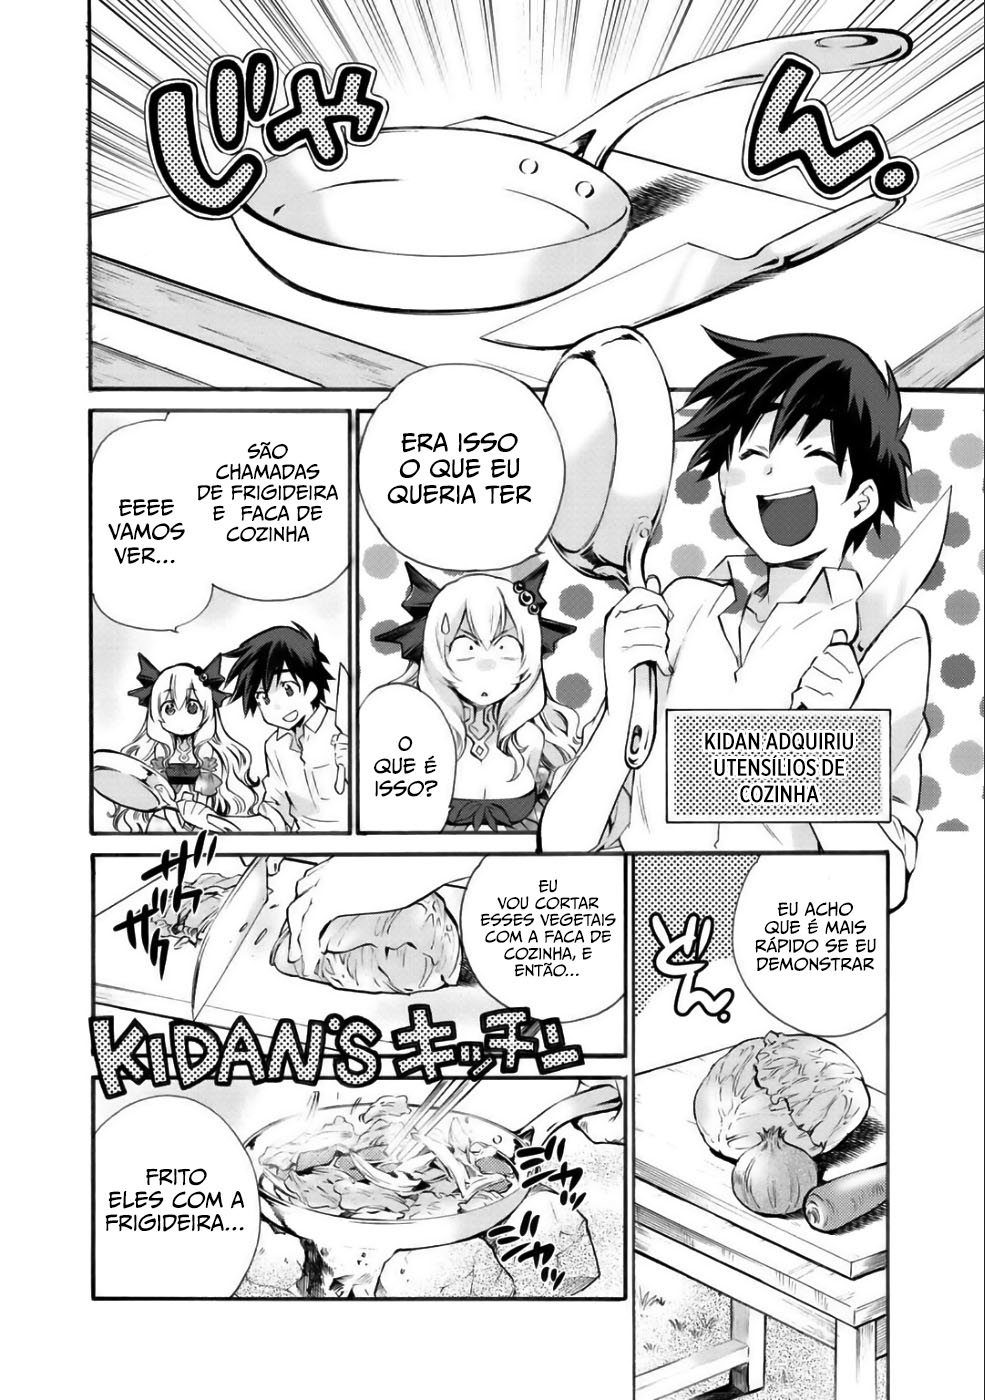 じゃ
ん。
ERA ISSO
O QUE EU
QUERIA TER
KIDAN ADQUIRIU
UTENSÍLIOS DE
COZINHA
O
QUE É
ISSO?
SÃO
CHAMADAS
DE FRIGIDEIRA
E FACA DE
COZINHA
EEEE
VAMOS
VER...
EU ACHO
QUE É MAIS
RÁPIDO SE EU
DEMONSTRAR
どん。
EU
VOU CORTAR
ESSES VEGETAIS
COM A FACA DE
COZINHA, E
ENTÃO...
ザク
ザク
KIDAN'S キッチン
FRITO
ELES COM A
FRIGIDEIRA...
ジャッ
ジャッ